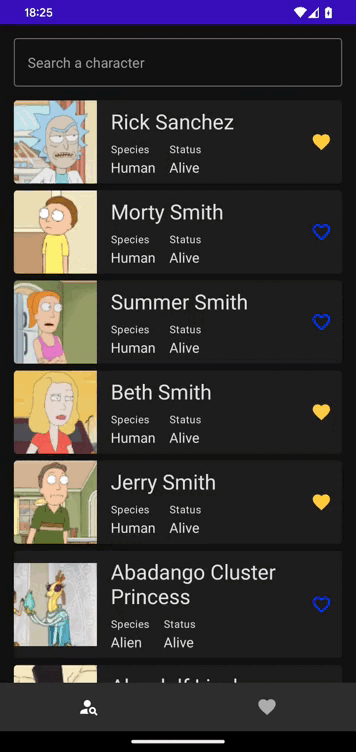 18:25
Search a character
Rick Sanchez
Species Status
Human Alive
Morty Smith
Species Status
Human Alive
Summer Smith
Species Status
Human Alive
Beth Smith
Species Status
Human Alive
Jerry Smith
Species Status
Human Alive
Abadango Cluster
Princess
Species Status
Alien Alive